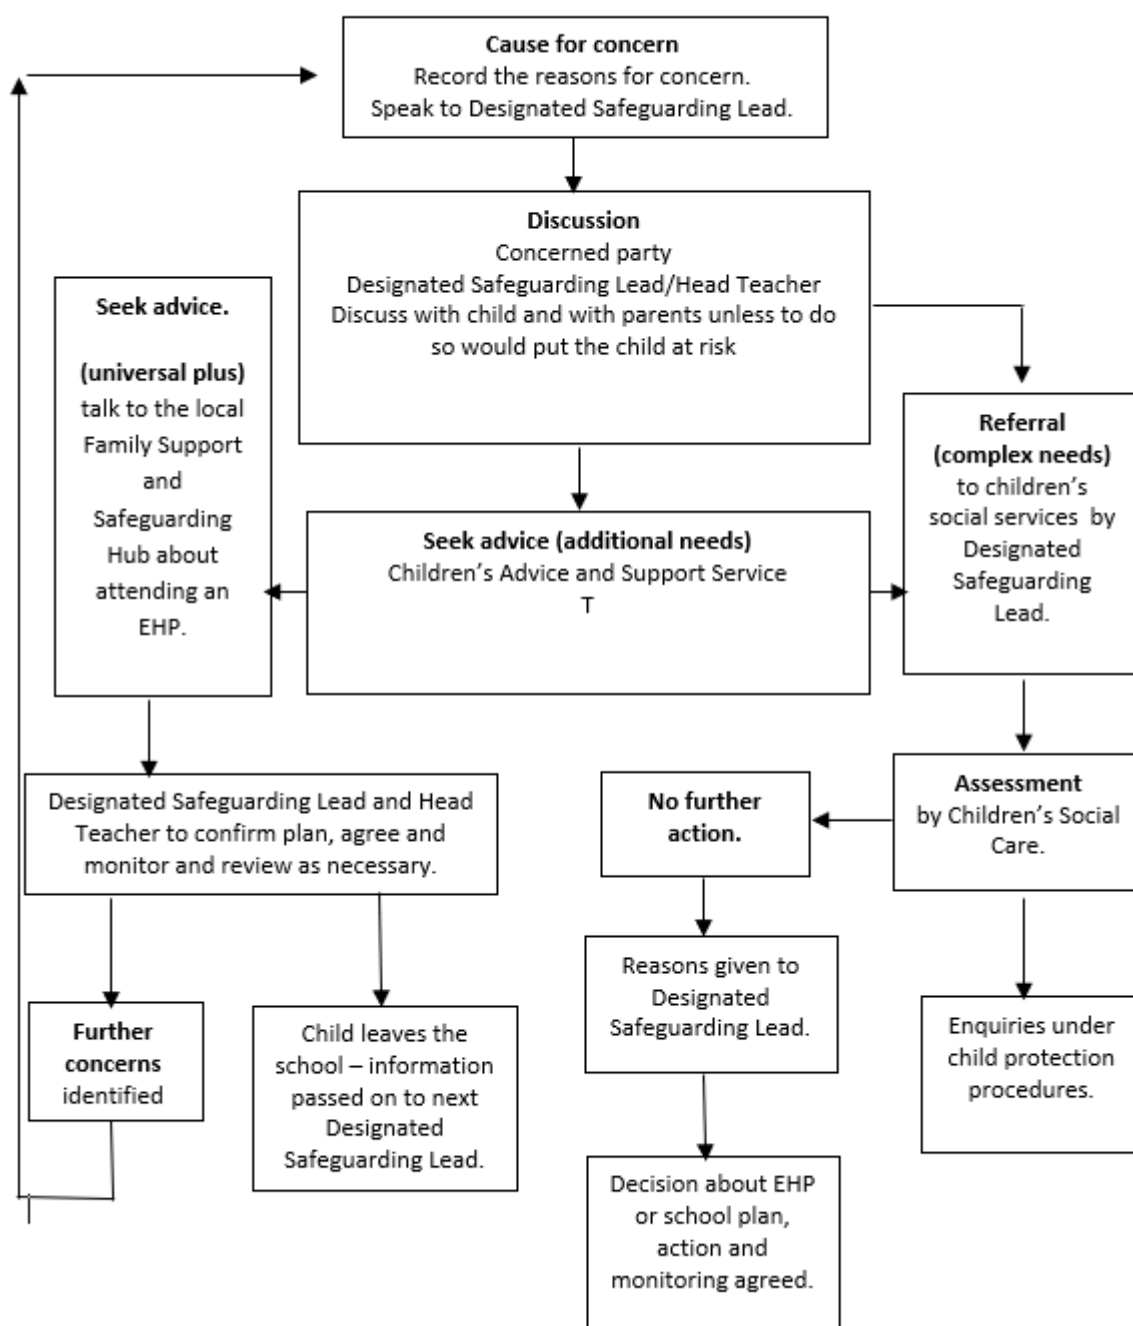 Cause for concern
Record the reasons for concern.
Speak to Designated Safeguarding Lead.
Discussion
Concerned party
Designated Safeguarding Lead/Head Teacher
Discuss with child and with parents unless to do
so would put the child at risk
Seek advice.
(universal plus)
talk to the local
Family Support
and
Safeguarding
Hub about
attending an
EHP.
Seek advice (additional needs)
Children’s Advice and Support Service
T
Referral
(complex needs)
to children’s
social services by
Designated
Safeguarding
Lead.
Designated Safeguarding Lead and Head
Teacher to confirm plan, agree and
monitor and review as necessary.
No further
action.
Assessment
by Children’s Social
Care.
Further
concerns
identified
Child leaves the
school – information
passed on to next
Designated
Safeguarding Lead.
Reasons given to
Designated
Safeguarding Lead.
Enquiries under
child protection
procedures.
Decision about EHP
or school plan,
action and
monitoring agreed.